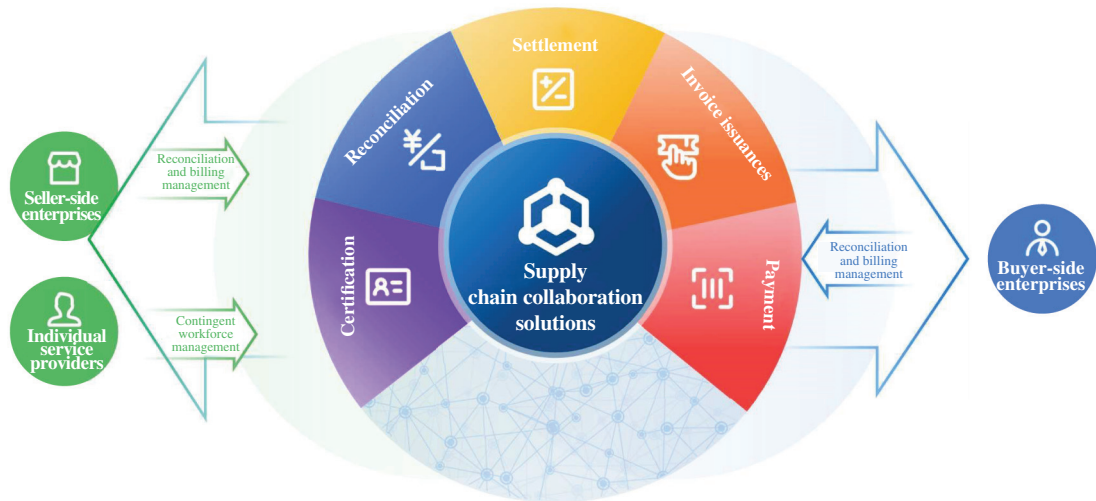 Settlement
Reconciliation
Invoice issuances
Certification
Payment
Supply
chain collaboration
solutions
Seller-side
enterprises
Reconciliation
and billing
management
Individual
service
providers
Contingent
workforce
management
Reconciliation
and billing
management
Buyer-side
enterprises